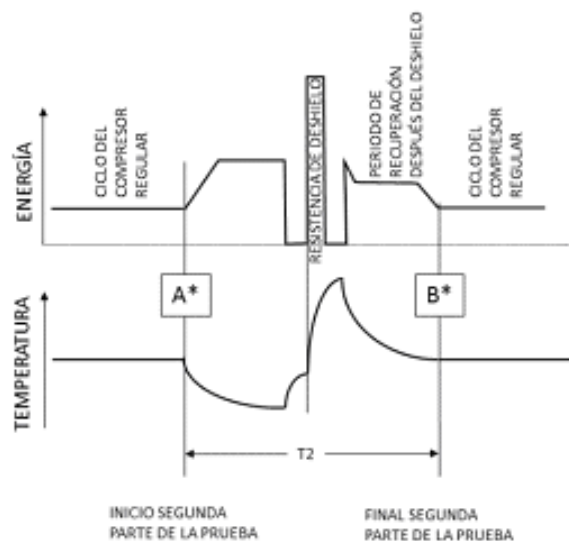 ENERGÍA
CICLO DEL
COMPRESOR
REGULAR
RESISTENCIA DE DESHIELO
PERIODO DE
RECUPERACIÓN
DESPUÉS DEL DESHIELO
CICLO DEL
COMPRESOR
REGULAR
A*
B*
TEMPERATURA
T2
INICIO SEGUNDA
PARTE DE LA PRUEBA
FINAL SEGUNDA
PARTE DE LA PRUEBA